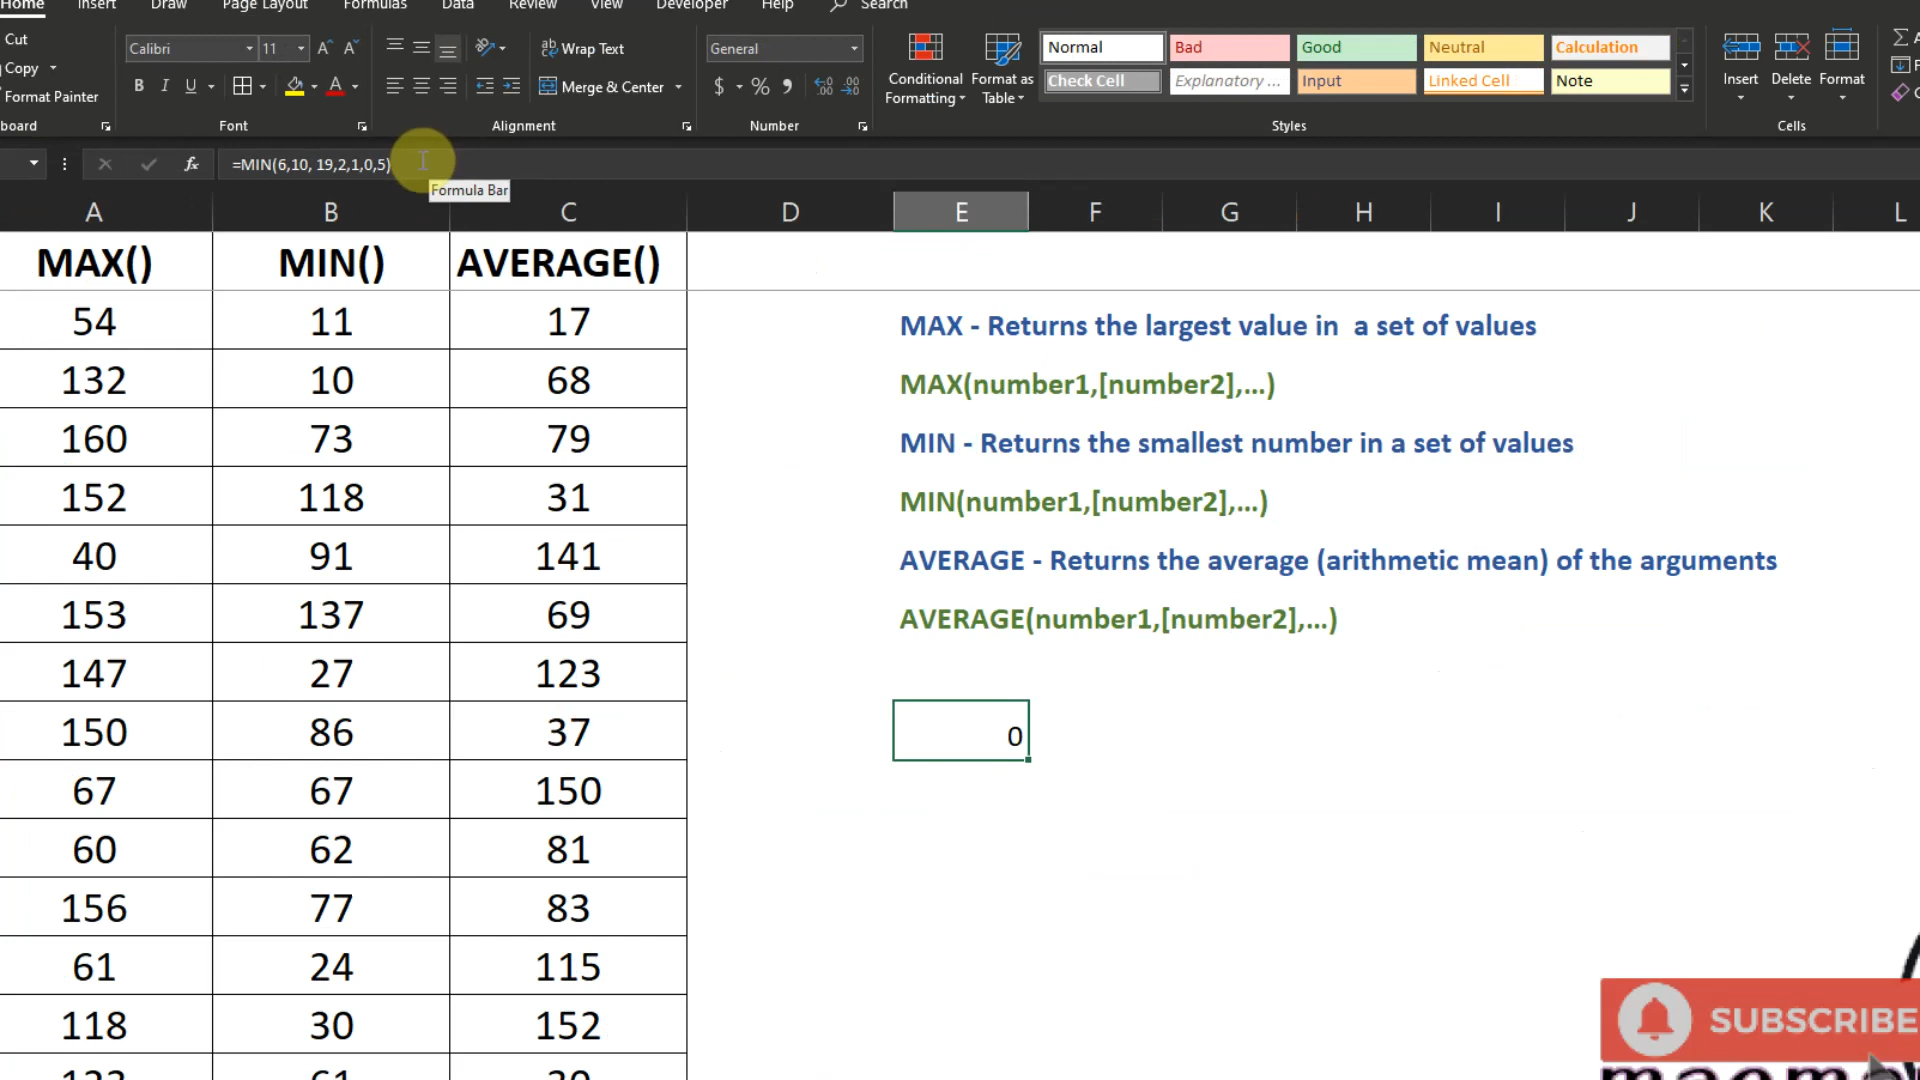 Home Insert Draw Page Layout Formulas Data Review View Developer Help Search
Cut
Copy
Format Painter
Calibri 11
B I U
Wrap Text
Merge & Center
General
$ % ,
Conditional Formatting
Format as Table
Normal Bad Good Neutral Calculation
Check Cell Explanatory ... Input Linked Cell Note
Insert Delete Format
board Font Alignment Number Styles Cells
fx =MIN(6,10, 19,2,1,0,5)
Formula Bar
A B C D E F G H I J K L
MAX() MIN() AVERAGE()
54 11 17
MAX - Returns the largest value in a set of values
132 10 68
MAX(number1,[number2],...)
160 73 79
MIN - Returns the smallest number in a set of values
152 118 31
MIN(number1,[number2],...)
40 91 141
AVERAGE - Returns the average (arithmetic mean) of the arguments
153 137 69
AVERAGE(number1,[number2],...)
147 27 123
150 86 37
0
67 67 150
60 62 81
156 77 83
61 24 115
118 30 152
SUBSCRIBE